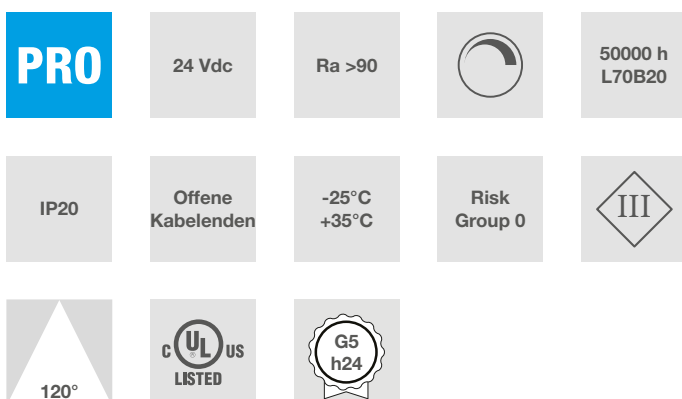 PRO
24 Vdc
Ra >90
50000 h
L70B20
IP20
Offene
Kabelenden
-25°C
+35°C
Risk
Group 0
III
120°
C UL US
®
LISTED
G5
h24